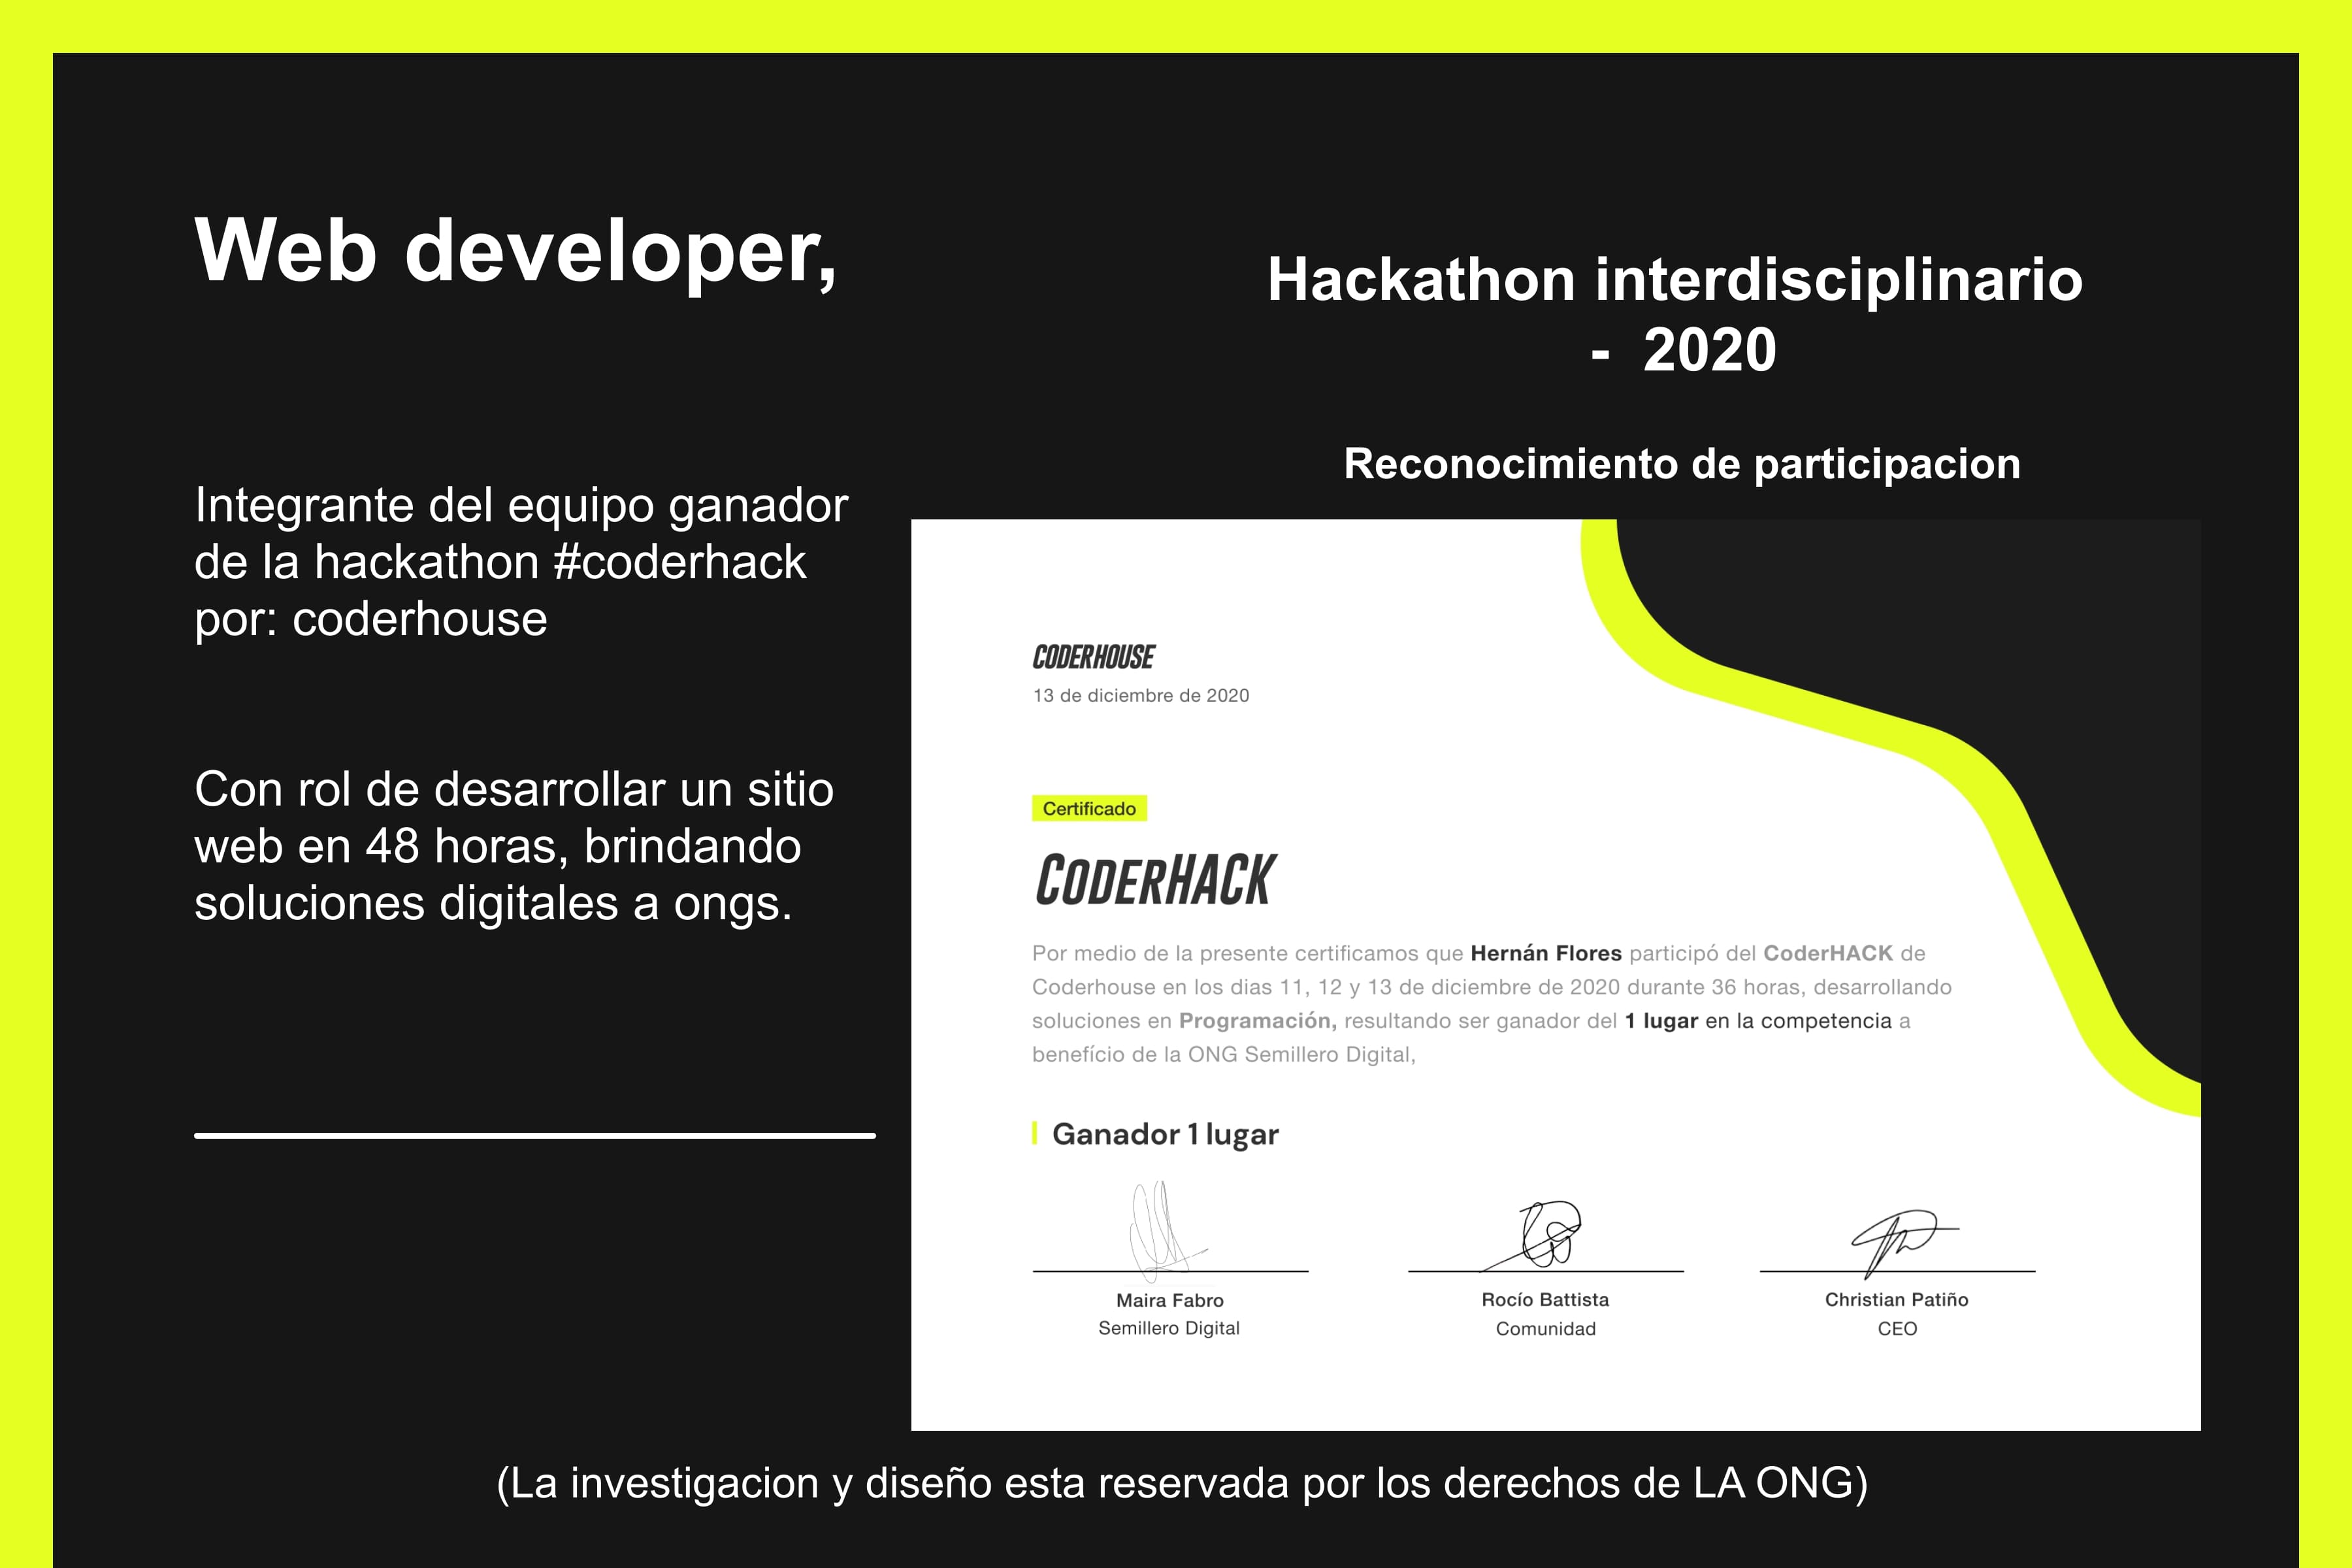 Web developer,
Integrante del equipo ganador
de la hackathon #coderhack
por: coderhouse
Con rol de desarrollar un sitio
web en 48 horas, brindando
soluciones digitales a ongs.
Hackathon interdisciplinario
- 2020
Reconocimiento de participacion
CODERHOUSE
13 de diciembre de 2020
Certificado
CODERHACK
Por medio de la presente certificamos que Hernán Flores participó del CoderHACK de
Coderhouse en los dias 11, 12 y 13 de diciembre de 2020 durante 36 horas, desarrollando
soluciones en Programación, resultando ser ganador del 1 lugar en la competencia a
benefício de la ONG Semillero Digital,
Ganador 1 lugar
Maira Fabro
Semillero Digital
Rocío Battista
Comunidad
Christian Patiño
CEO
(La investigacion y diseño esta reservada por los derechos de LA ONG)